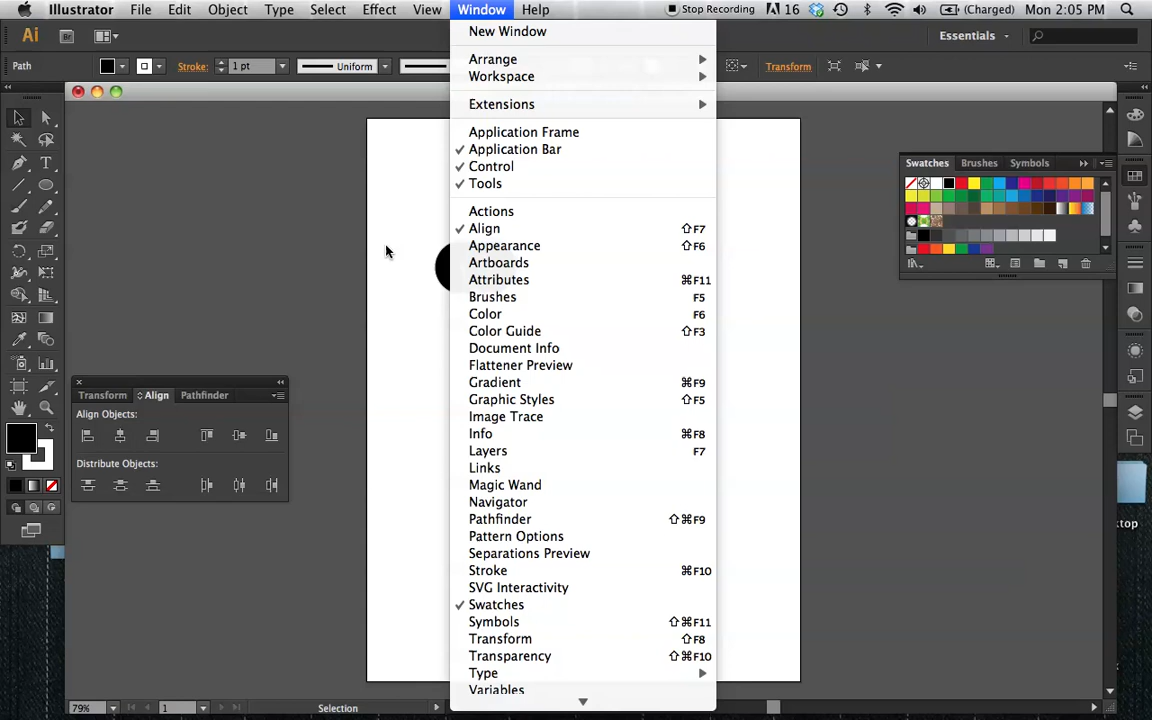 Illustrator File Edit Object Type Select Effect View Window Help Stop Recording 16 (Charged) Mon 2:05 PM
Ai Br Essentials
Path Stroke: 1 pt Uniform Transform
New Window
Arrange
Workspace
Extensions
Application Frame
Application Bar
Control
Tools
Actions
Align ⇧F7
Appearance ⇧F6
Artboards
Attributes ⌘F11
Brushes F5
Color F6
Color Guide ⇧F3
Document Info
Flattener Preview
Gradient ⌘F9
Graphic Styles ⇧F5
Image Trace
Info ⌘F8
Layers F7
Links
Magic Wand
Navigator
Pathfinder ⇧⌘F9
Pattern Options
Separations Preview
Stroke ⌘F10
SVG Interactivity
Swatches
Symbols ⇧⌘F11
Transform ⇧F8
Transparency ⇧⌘F10
Type
Variables
Swatches Brushes Symbols
Transform Align Pathfinder
Align Objects:
Distribute Objects:
ktop
79% 1 Selection